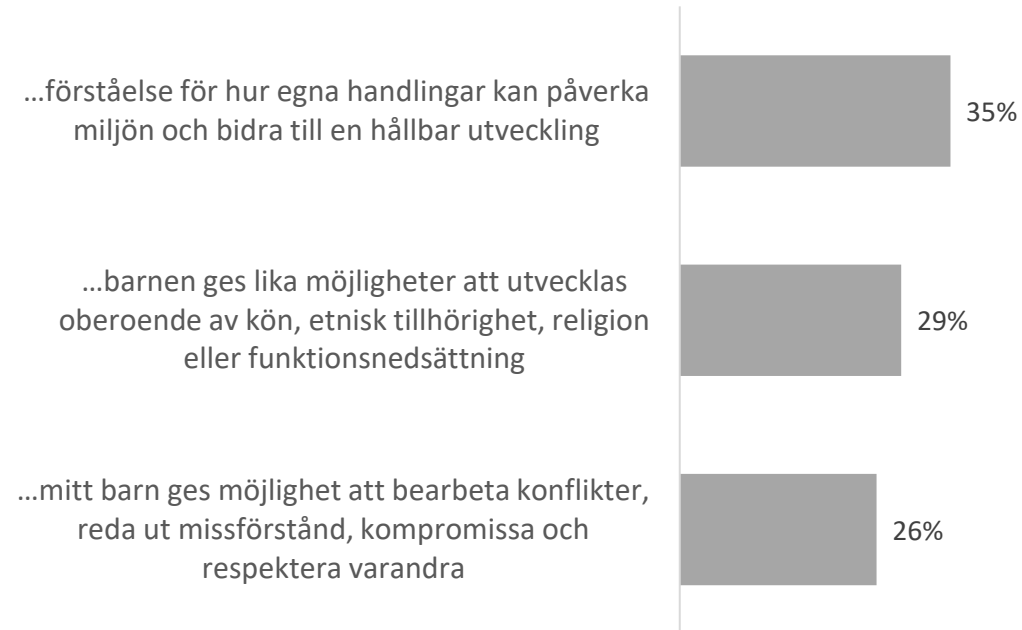 …förståelse för hur egna handlingar kan påverka
miljön och bidra till en hållbar utveckling
35%
…barnen ges lika möjligheter att utvecklas
oberoende av kön, etnisk tillhörighet, religion
eller funktionsnedsättning
29%
…mitt barn ges möjlighet att bearbeta konflikter,
reda ut missförstånd, kompromissa och
respektera varandra
26%